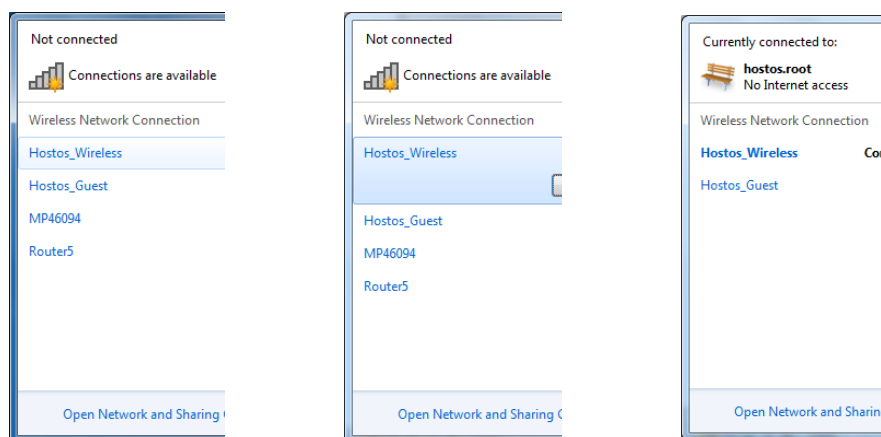 Not connected
Connections are available
Wireless Network Connection
Hostos_Wireless
Hostos_Guest
MP46094
Router5
Open Network and Sharing
Not connected
Connections are available
Wireless Network Connection
Hostos_Wireless
Hostos_Guest
MP46094
Router5
Open Network and Sharing
Currently connected to:
hostos.root
No Internet access
Wireless Network Connection
Hostos_Wireless
Hostos_Guest
Open Network and